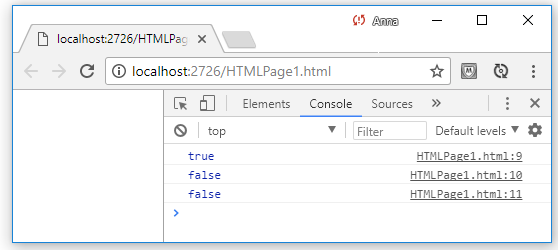 Anna
localhost:2726/HTMLPag
localhost:2726/HTMLPage1.html
Elements Console Sources
top Filter Default levels
true HTMLPage1.html:9
false HTMLPage1.html:10
false HTMLPage1.html:11